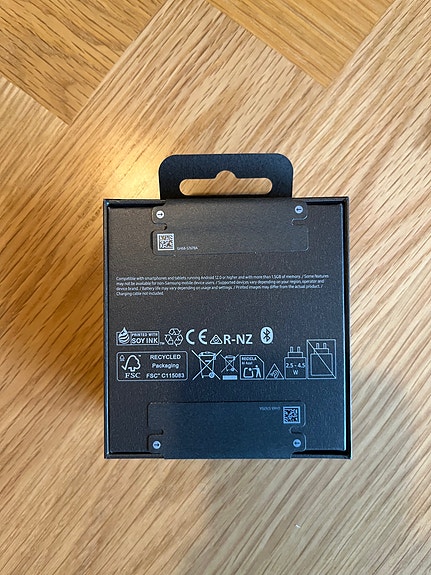 GH68-57678A
Compatible with smartphones and tablets running Android 12.0 or higher and with more than 1.5GB of memory. / Some features
may not be available for non-Samsung mobile device users. / Supported devices vary depending on your region, operator and
device brand. / Battery life may vary depending on usage and settings. / Printed images may differ from the actual product. /
Charging cable not included.
PRINTED WITH
SOY INK
CE R-NZ
FSC
RECYCLED
Packaging
FSC® C115083
RECICLA
2.5 - 4.5
W